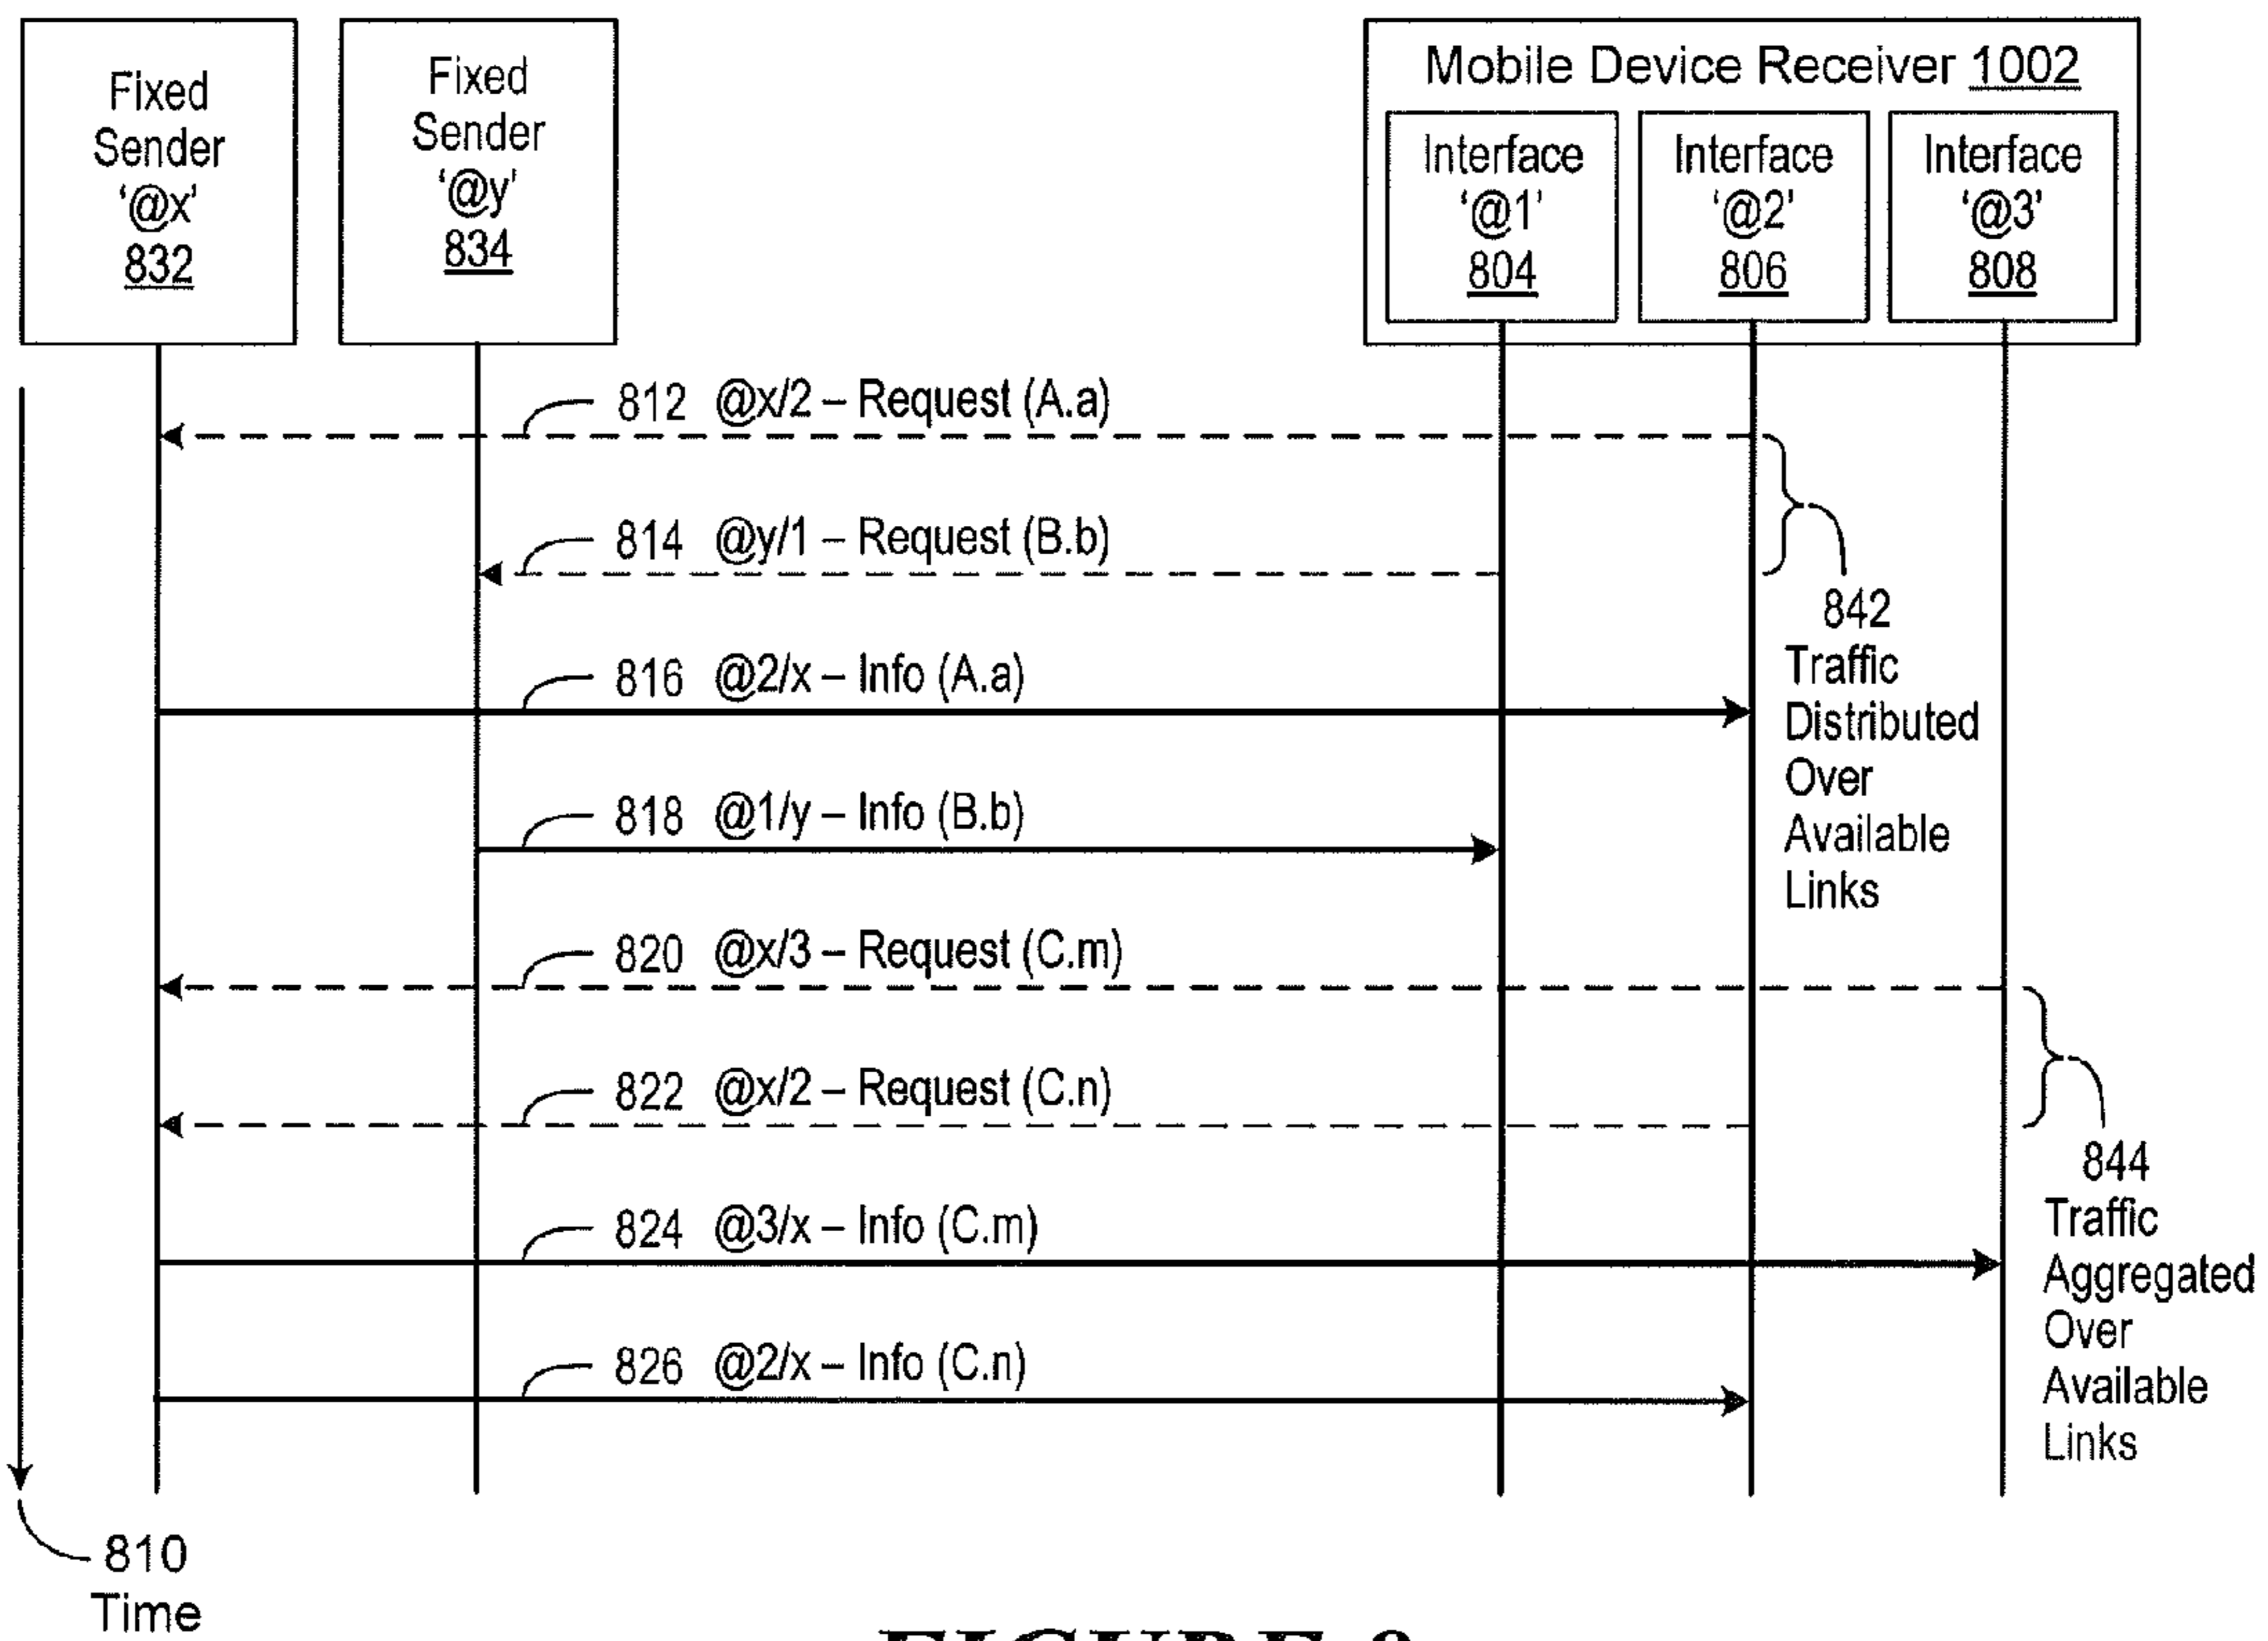 Fixed
Sender
'@x'
832
Fixed
Sender
'@y'
834
Mobile Device Receiver 1002
Interface
'@1'
804
Interface
'@2'
806
Interface
'@3'
808
812 @x/2 – Request (A.a)
814 @y/1 – Request (B.b)
842
Traffic
Distributed
Over
Available
Links
816 @2/x – Info (A.a)
818 @1/y – Info (B.b)
820 @x/3 – Request (C.m)
822 @x/2 – Request (C.n)
844
Traffic
Aggregated
Over
Available
Links
824 @3/x – Info (C.m)
826 @2/x – Info (C.n)
810
Time
FIGURE